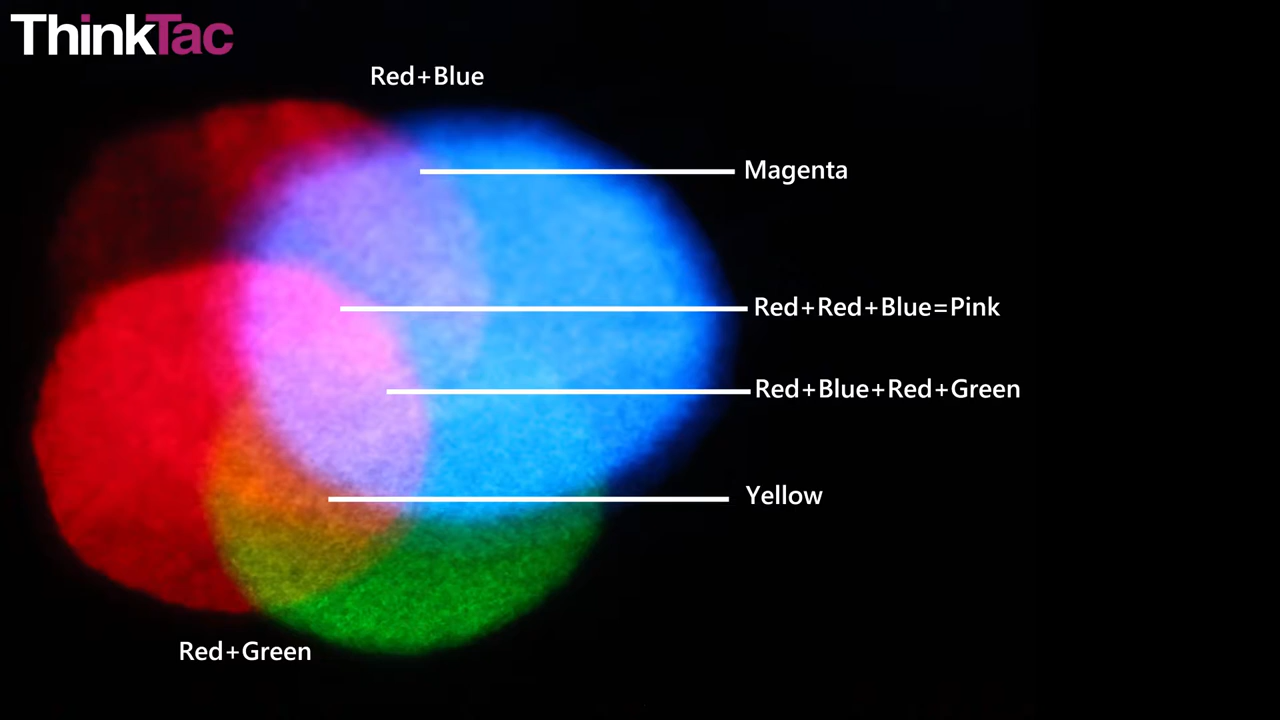 ThinkTac
Red+Blue
Magenta
Red+Red+Blue=Pink
Red+Blue+Red+Green
Yellow
Red+Green